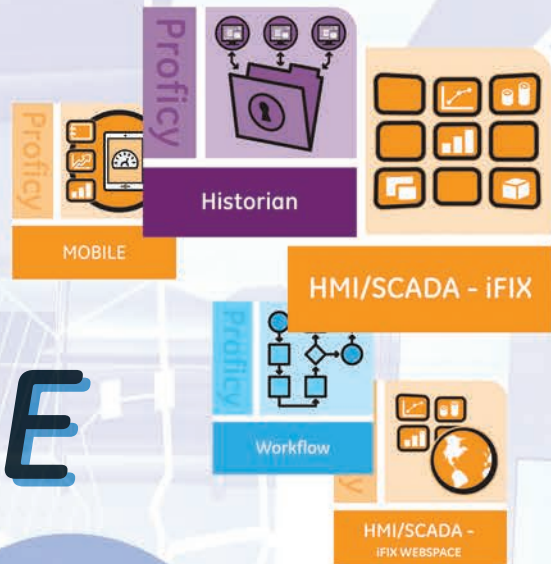 Proficy
Historian
Proficy
MOBILE
HMI/SCADA - iFIX
Proficy
Workflow
E
y
HMI/SCADA -
iFIX WEBSPACE